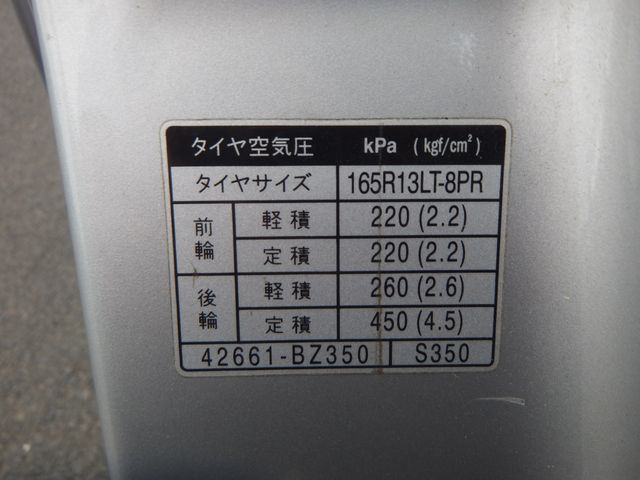 タイヤ空気圧 kPa (kgf/cm²)
タイヤサイズ 165R13LT-8PR
前輪 軽積 220 (2.2)
定積 220 (2.2)
後輪 軽積 260 (2.6)
定積 450 (4.5)
42661-BZ350 S350